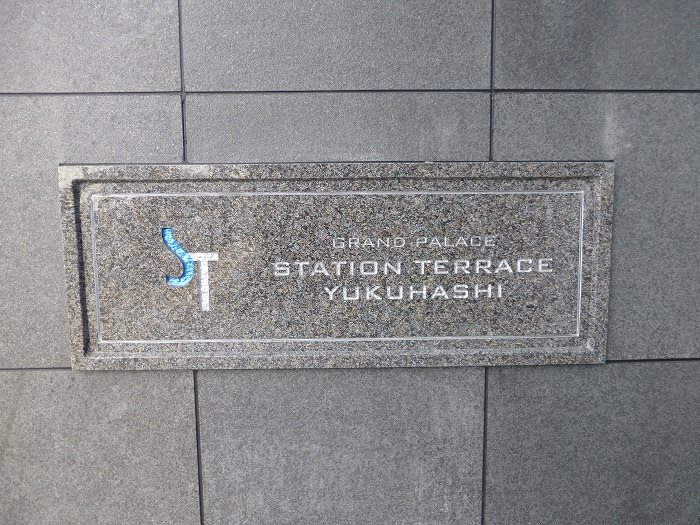 ST
GRAND PALACE
STATION TERRACE
YUKUHASHI